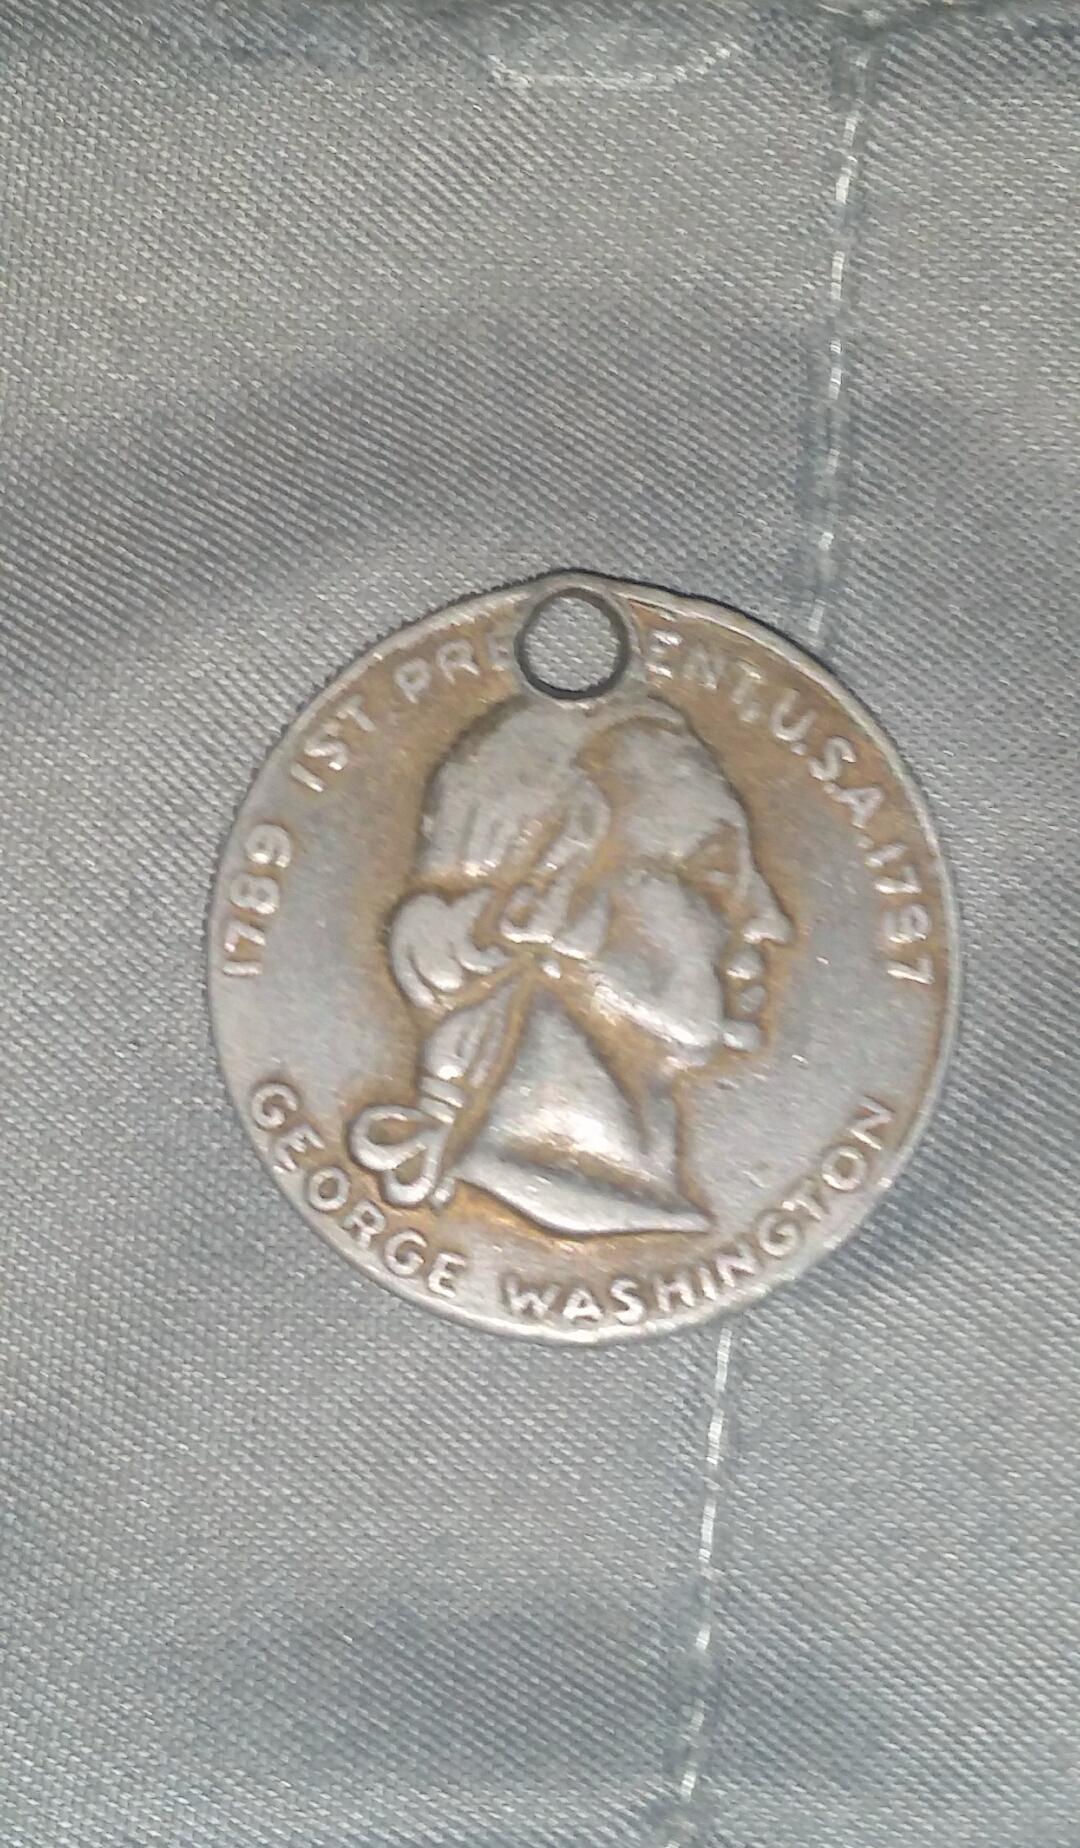 1789 1ST. PRE ENT, U.S.A. 1797
GEORGE WASHINGTON